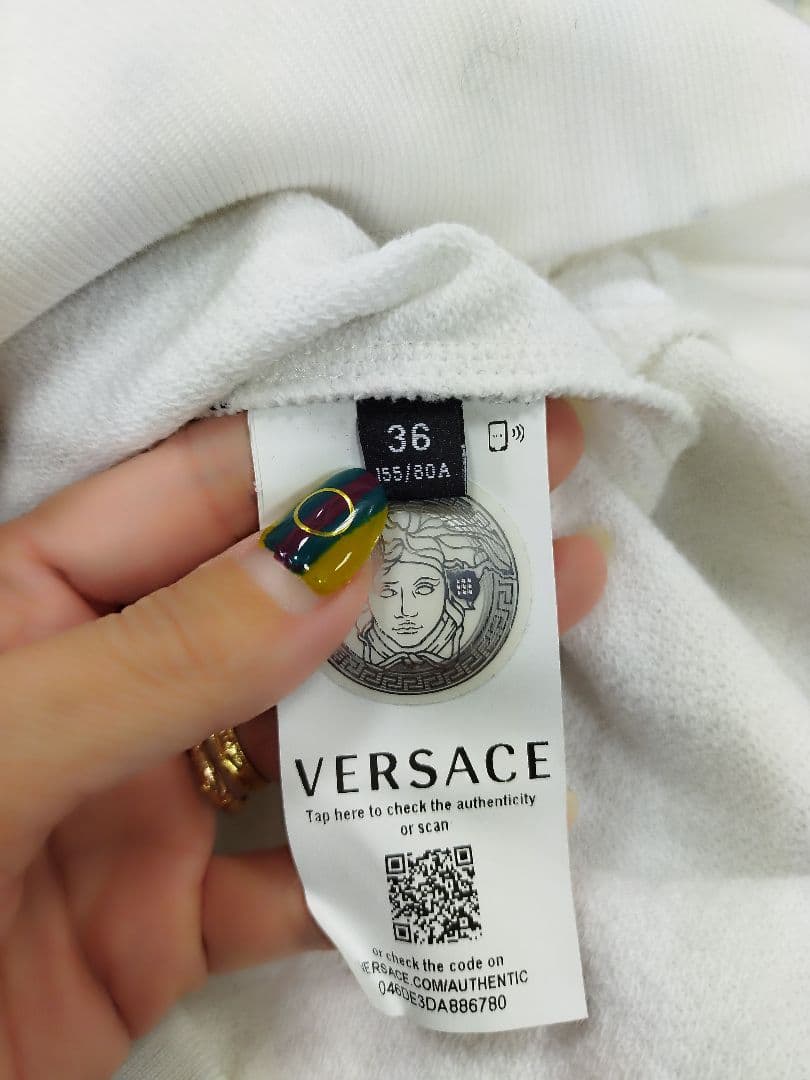 36
155/80A
VERSACE
Tap here to check the authenticity
or scan
or check the code on
ERSACE.COM/AUTHENTIC
046DE3DA886780